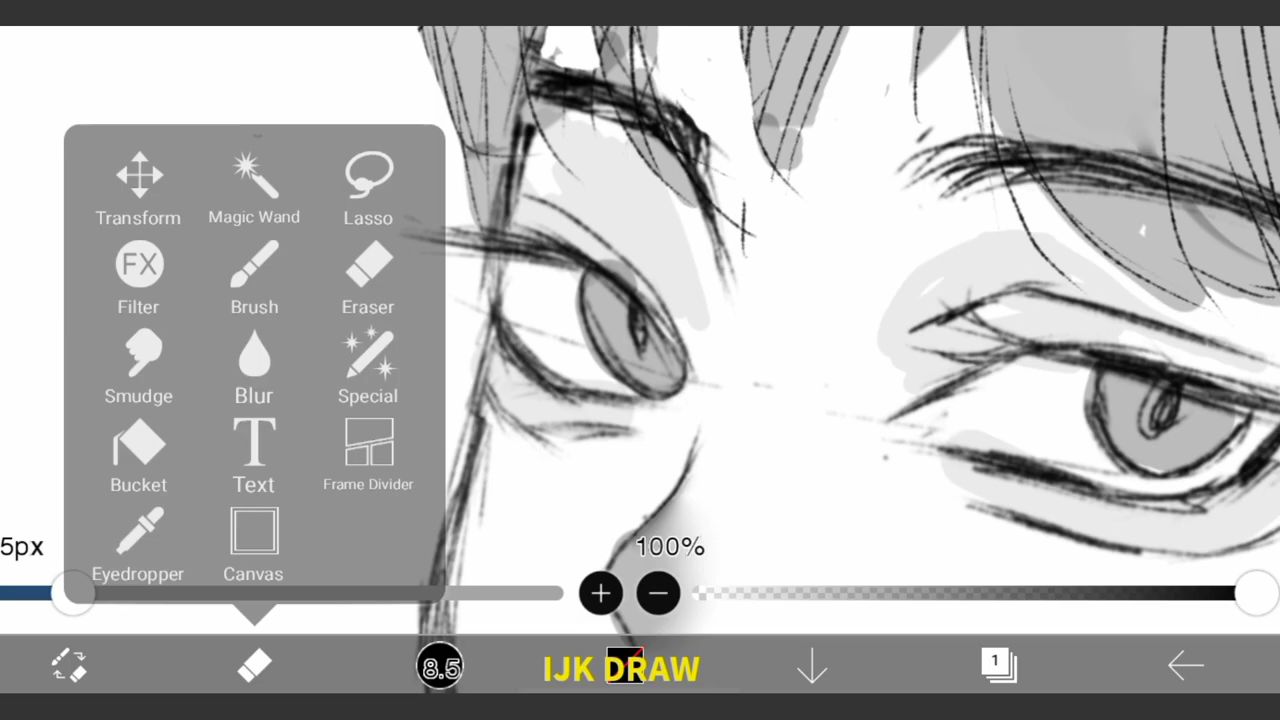 Transform Magic Wand Lasso
FX
Filter Brush Eraser
Smudge Blur Special
T
Bucket Text Frame Divider
5px
100%
Eyedropper Canvas
+ −
8.5
IJK DRAW
1